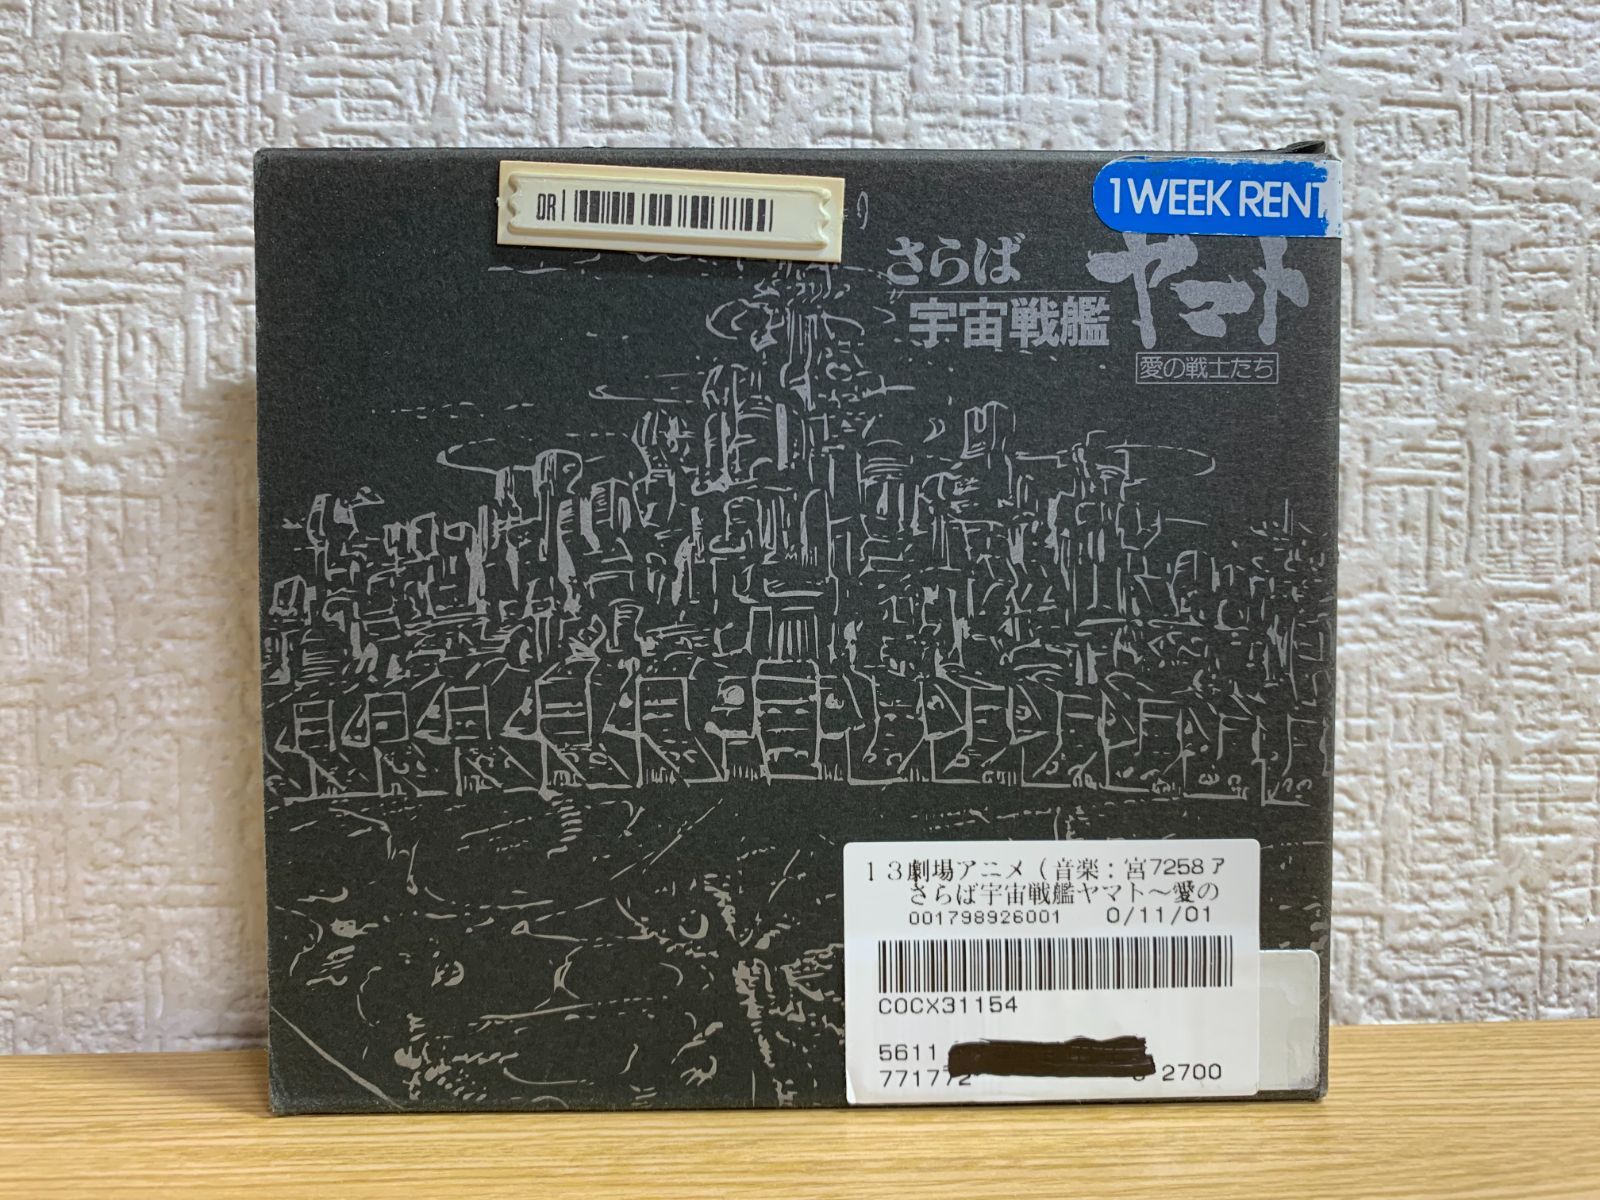 DR
1 WEEK RENT
さらば
宇宙戦艦
ヤマト
愛の戦士たち
13劇場アニメ(音楽:宮7258ア
さらば宇宙戦艦ヤマト〜愛の
001798926001 0/11/01
COCX31154
5611
771772 2700